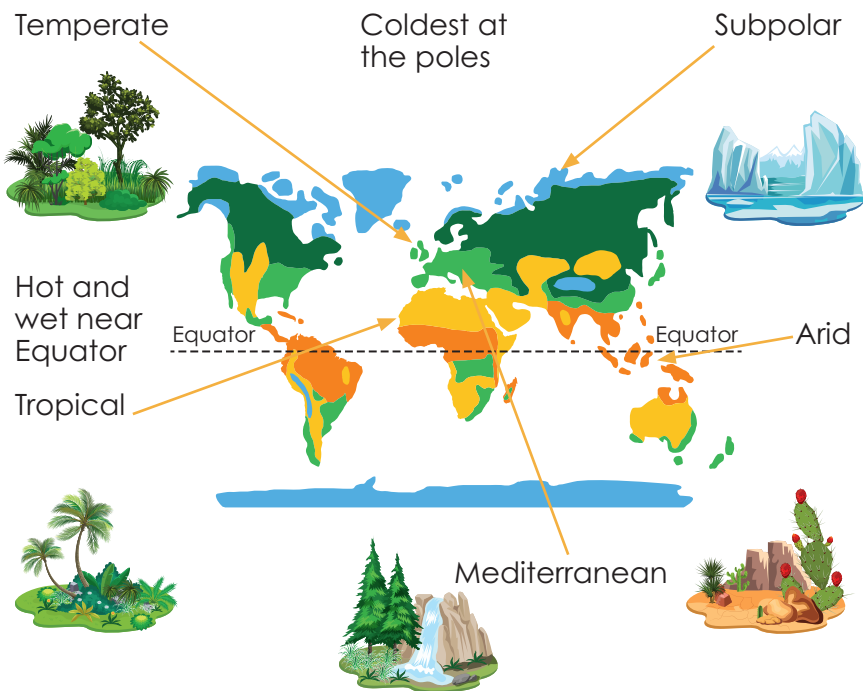 Temperate
Coldest at
the poles
Subpolar
Hot and
wet near
Equator
Equator
Equator
Arid
Tropical
Mediterranean